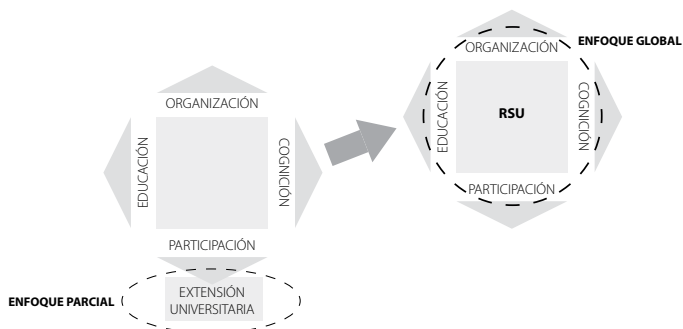 ORGANIZACIÓN
EDUCACIÓN
COGNICIÓN
PARTICIPACIÓN
ENFOQUE PARCIAL
EXTENSIÓN
UNIVERSITARIA
ENFOQUE GLOBAL
ORGANIZACIÓN
EDUCACIÓN
RSU
COGNICIÓN
PARTICIPACIÓN